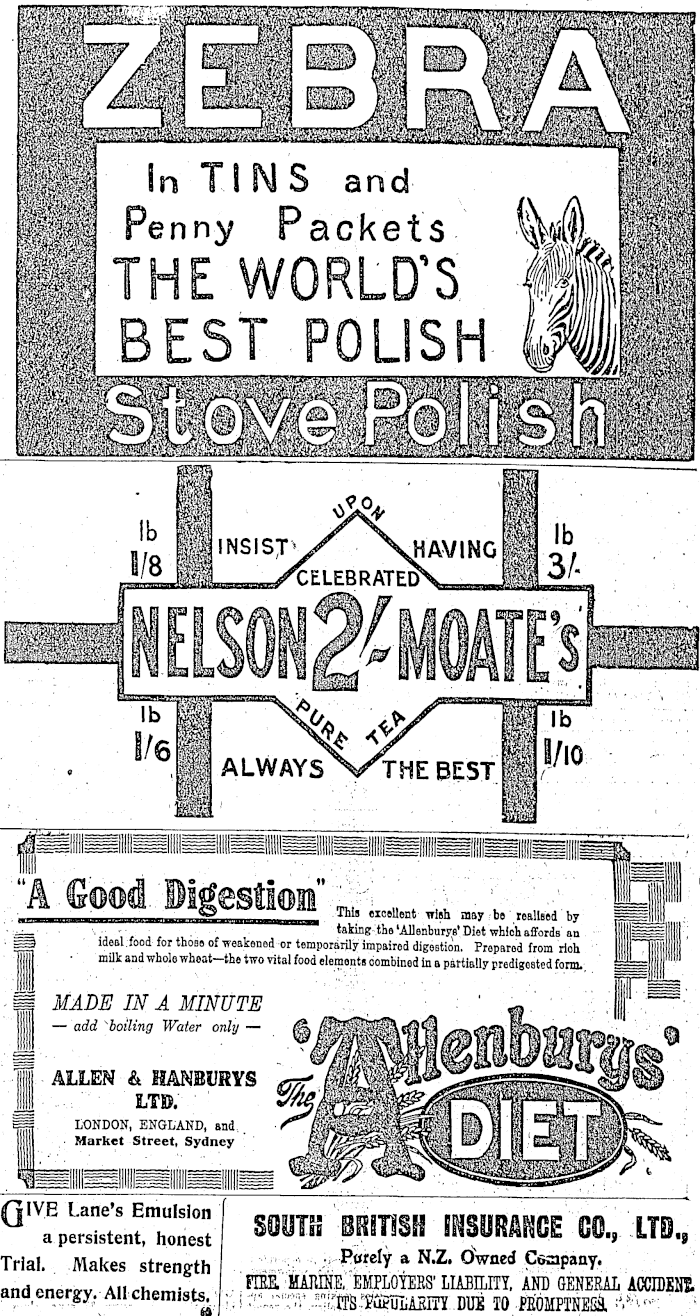 ZEBRA
In TINS and
Penny Packets
THE WORLD'S
BEST POLISH
Stove Polish
UPON
INSIST HAVING
lb
1/8
lb
3/-
CELEBRATED
NELSON 2/- MOATE'S
lb
1/6
lb
1/10
PURE TEA
ALWAYS THE BEST
"A Good Digestion"
This excellent wish may be realised by
taking the 'Allenburys' Diet which affords an
ideal food for those of weakened or temporarily impaired digestion. Prepared from rich
milk and whole wheat—the two vital food elements combined in a partially predigested form.
MADE IN A MINUTE
— add boiling Water only —
ALLEN & HANBURYS
LTD.
LONDON, ENGLAND, and
Market Street, Sydney
The 'Allenburys'
DIET
GIVE Lane's Emulsion
a persistent, honest
Trial. Makes strength
and energy. All chemists.
SOUTH BRITISH INSURANCE CO., LTD.,
Purely a N.Z. Owned Company.
FIRE, MARINE, EMPLOYERS' LIABILITY, AND GENERAL ACCIDENT.
ITS POPULARITY DUE TO PROMPTNESS